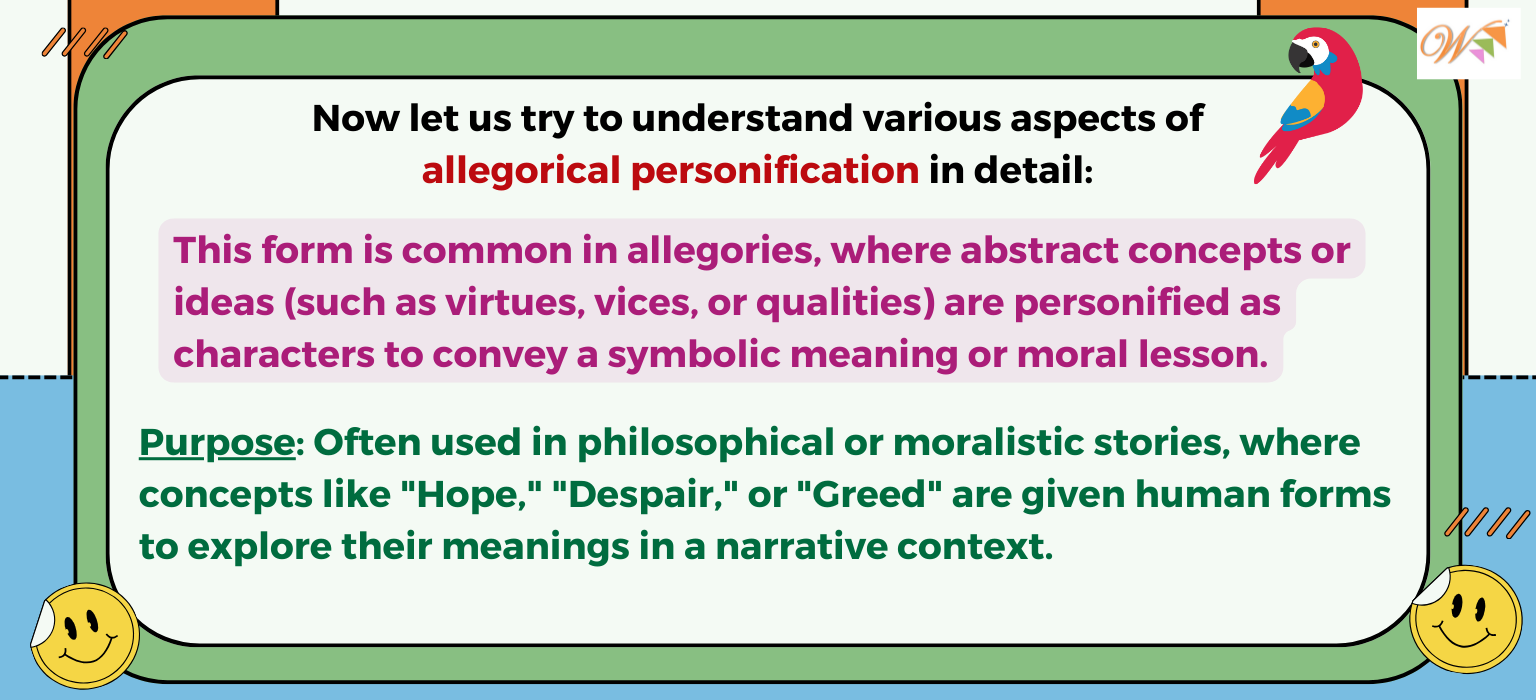 Now let us try to understand various aspects of
allegorical personification in detail:
This form is common in allegories, where abstract concepts or
ideas (such as virtues, vices, or qualities) are personified as
characters to convey a symbolic meaning or moral lesson.
Purpose: Often used in philosophical or moralistic stories, where
concepts like "Hope," "Despair," or "Greed" are given human forms
to explore their meanings in a narrative context.
W